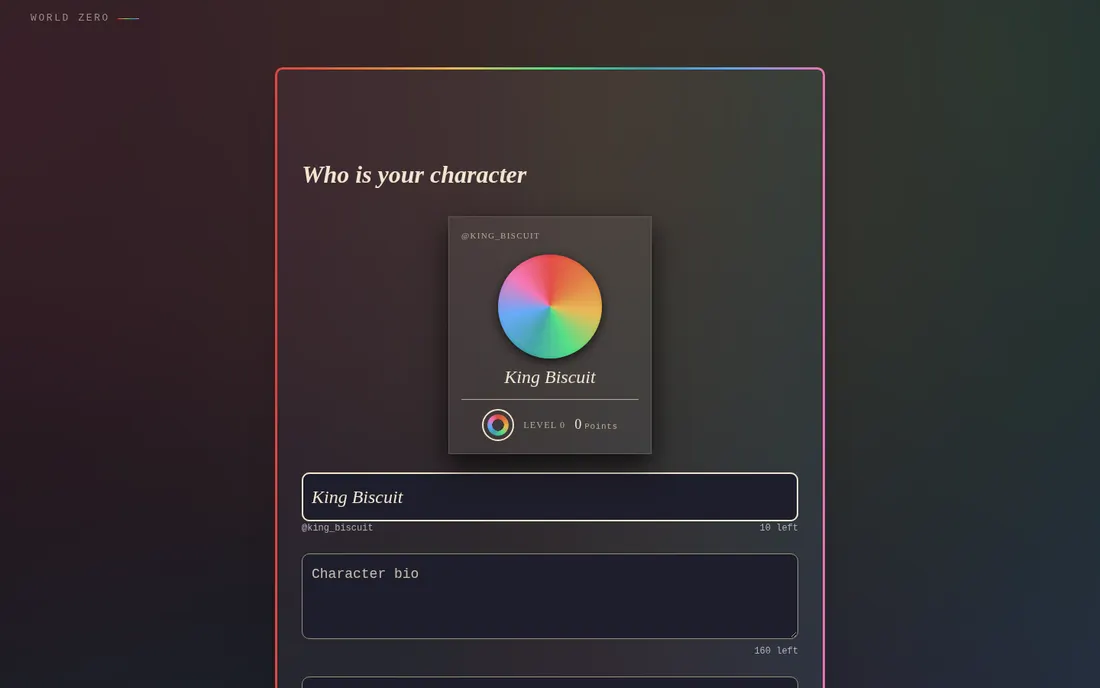 WORLD ZERO
Who is your character
@KING_BISCUIT
King Biscuit
LEVEL 0 0 Points
King Biscuit
@king_biscuit 10 left
Character bio
160 left